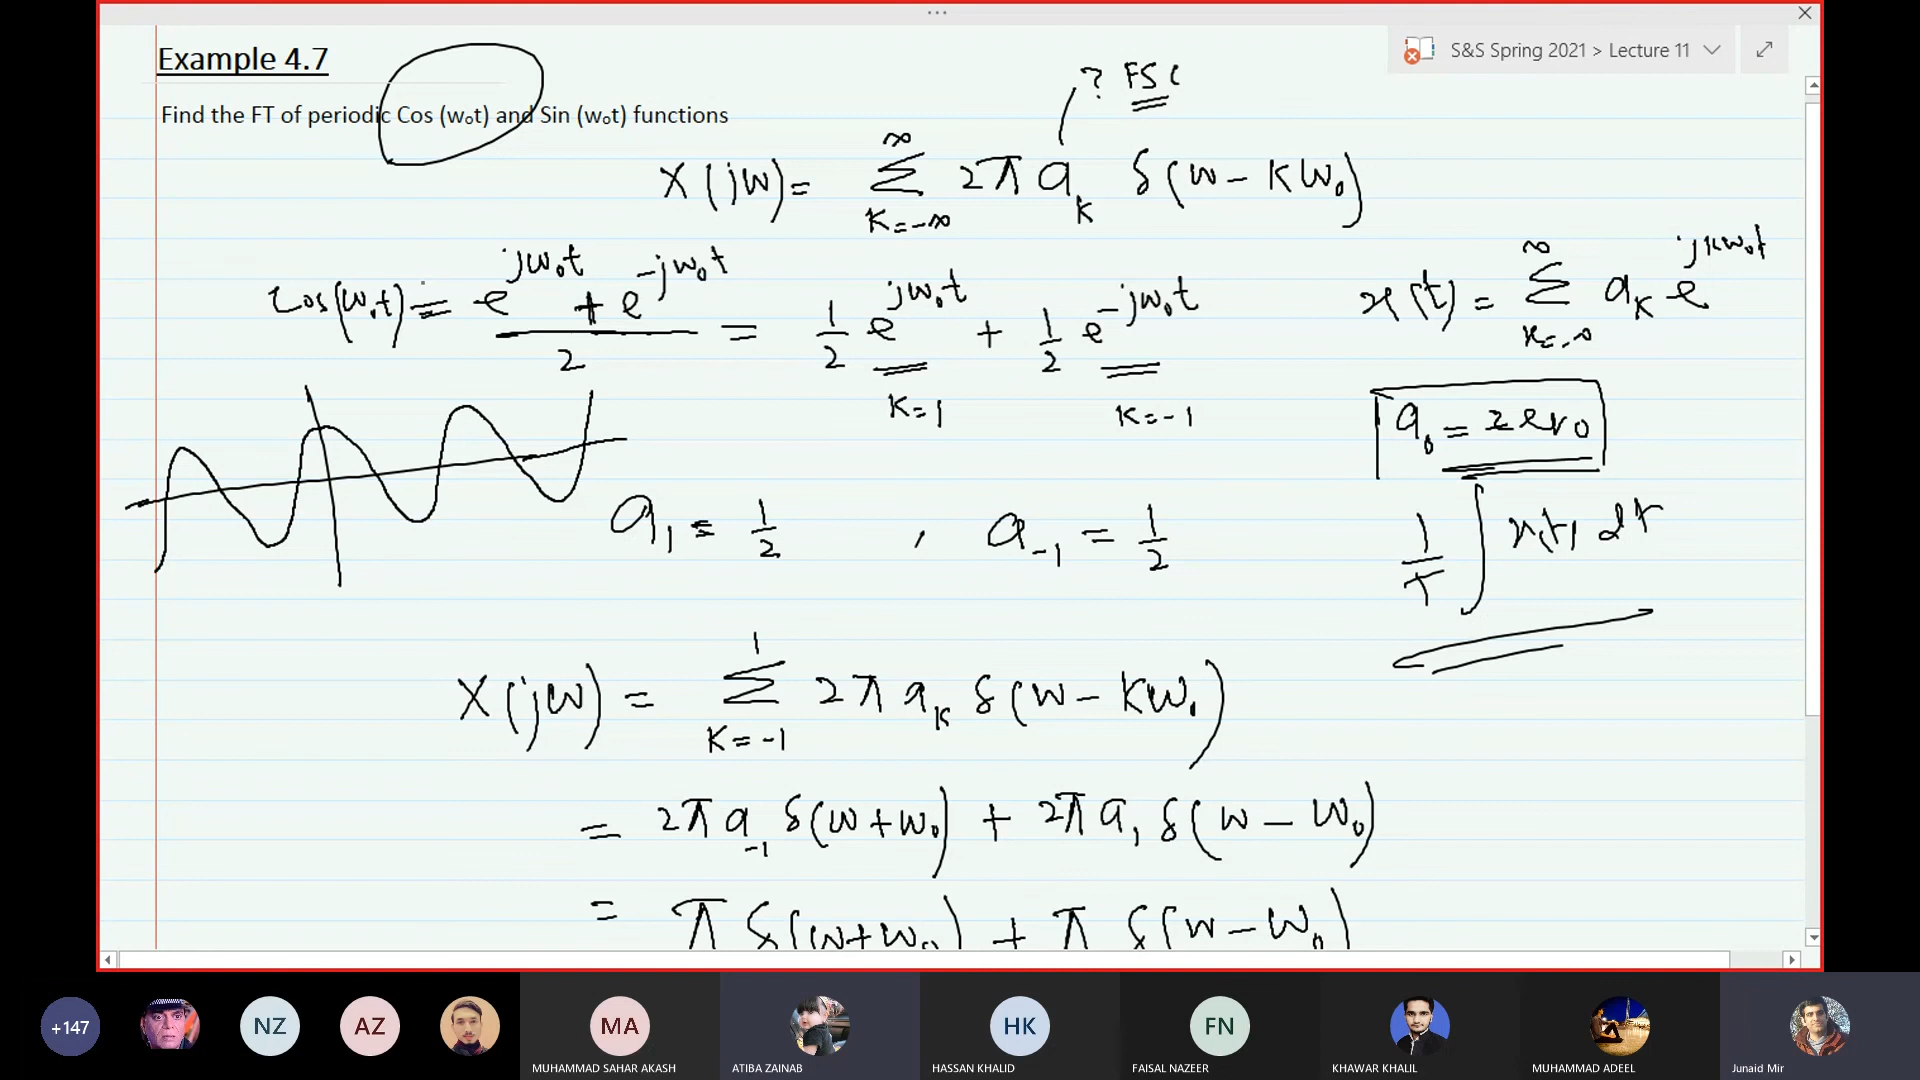 S&S Spring 2021 > Lecture 11
Example 4.7
Find the FT of periodic Cos (w₀t) and Sin (w₀t) functions
? FSC
X(jw) = ∞ Σ K=-∞ 2π a_k δ(w - Kw₀)
Cos(w₀t) = (e^{jw₀t} + e^{-jw₀t}) / 2 = 1/2 e^{jw₀t} + 1/2 e^{-jw₀t}
K=1 K=-1
x(t) = ∞ Σ K=-∞ a_K e^{jKw₀t}
a₀ = zero
1/T ∫ x(t) dt
a₁ = 1/2 , a₋₁ = 1/2
X(jw) = 1 Σ K=-1 2π a_k δ(w - Kw₀)
= 2π a₋₁ δ(w+w₀) + 2π a₁ δ(w - w₀)
= π δ(w+w₀) + π δ(w - w₀)
+147
NZ
AZ
MA
HK
FN
MUHAMMAD SAHAR AKASH
ATIBA ZAINAB
HASSAN KHALID
FAISAL NAZEER
KHAWAR KHALIL
MUHAMMAD ADEEL
Junaid Mir